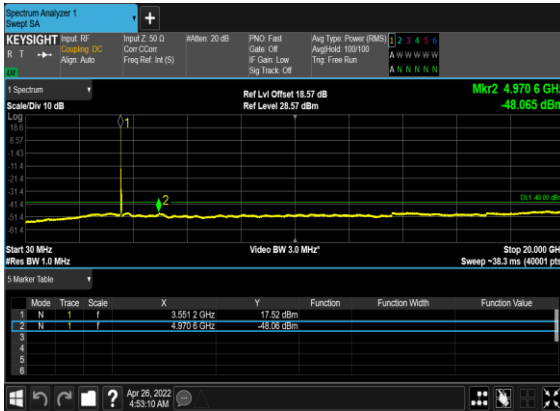 Spectrum Analyzer 1
Swept SA
+
KEYSIGHT Input: RF Input Z: 50 Ω #Atten: 20 dB PNO: Fast Avg Type: Power (RMS) 1 2 3 4 5 6
R T Coupling: DC Corr CCorr Gate: Off Avg|Hold: 100/100 A W W W W W
Align: Auto Freq Ref: Int (S) IF Gain: Low Trig: Free Run
Sig Track: Off A N N N N N
1 Spectrum Ref Lvl Offset 18.57 dB Mkr2 4.970 6 GHz
Scale/Div 10 dB Ref Level 28.57 dBm -48.065 dBm
Log
18.6
8.57
-1.43
-11.4
-21.4
-31.4
-41.4
-51.4
-61.4
1
2
DL1 -40.00 dBm
Start 30 MHz Video BW 3.0 MHz* Stop 20.000 GHz
#Res BW 1.0 MHz Sweep ~38.3 ms (40001 pts)
5 Marker Table
Mode Trace Scale X Y Function Function Width Function Value
1 N 1 f 3.551 2 GHz 17.52 dBm
2 N 1 f 4.970 6 GHz -48.06 dBm
3
4
5
6
? Apr 26, 2022
4:53:10 AM